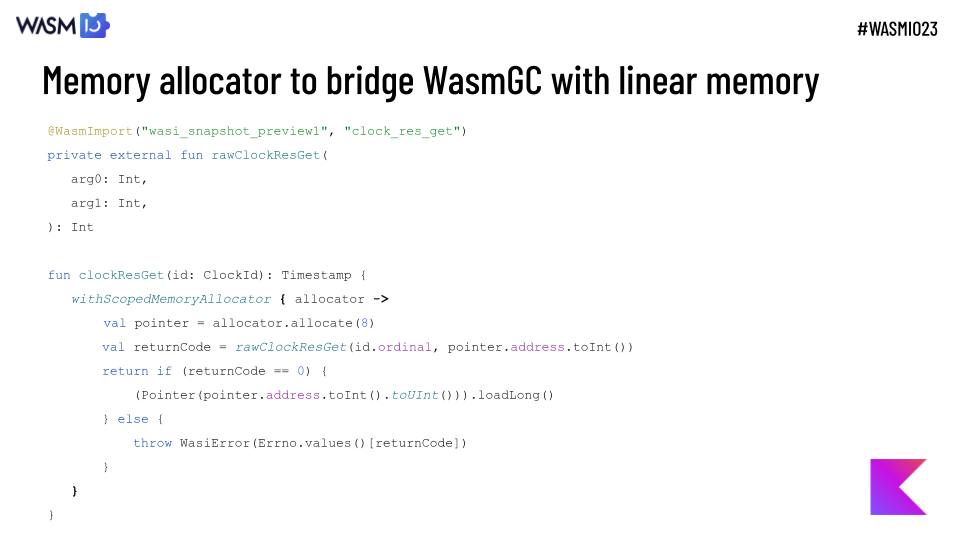 WASM IO
#WASMIO23
Memory allocator to bridge WasmGC with linear memory
@WasmImport("wasi_snapshot_preview1", "clock_res_get")
private external fun rawClockResGet(
   arg0: Int,
   arg1: Int,
): Int

fun clockResGet(id: ClockId): Timestamp {
   withScopedMemoryAllocator { allocator ->
       val pointer = allocator.allocate(8)
       val returnCode = rawClockResGet(id.ordinal, pointer.address.toInt())
       return if (returnCode == 0) {
           (Pointer(pointer.address.toInt().toUInt())).loadLong()
       } else {
           throw WasiError(Errno.values()[returnCode])
       }
   }
}